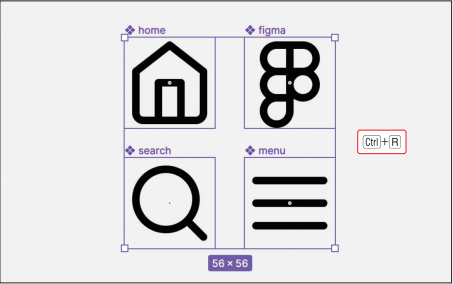 home
figma
search
menu
Ctrl+R
56 × 56